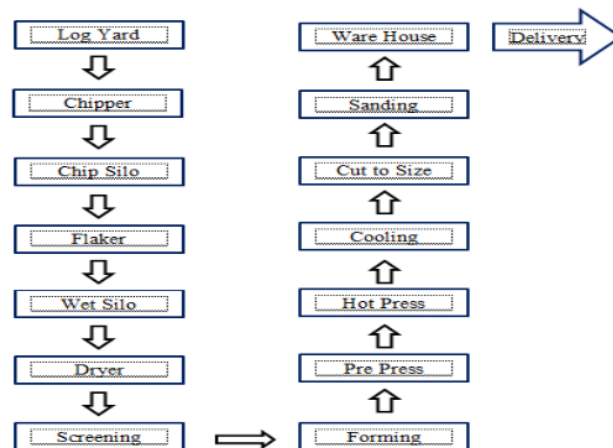 Log Yard
Chipper
Chip Silo
Flaker
Wet Silo
Dryer
Screening
Forming
Pre Press
Hot Press
Cooling
Cut to Size
Sanding
Ware House
Delivery